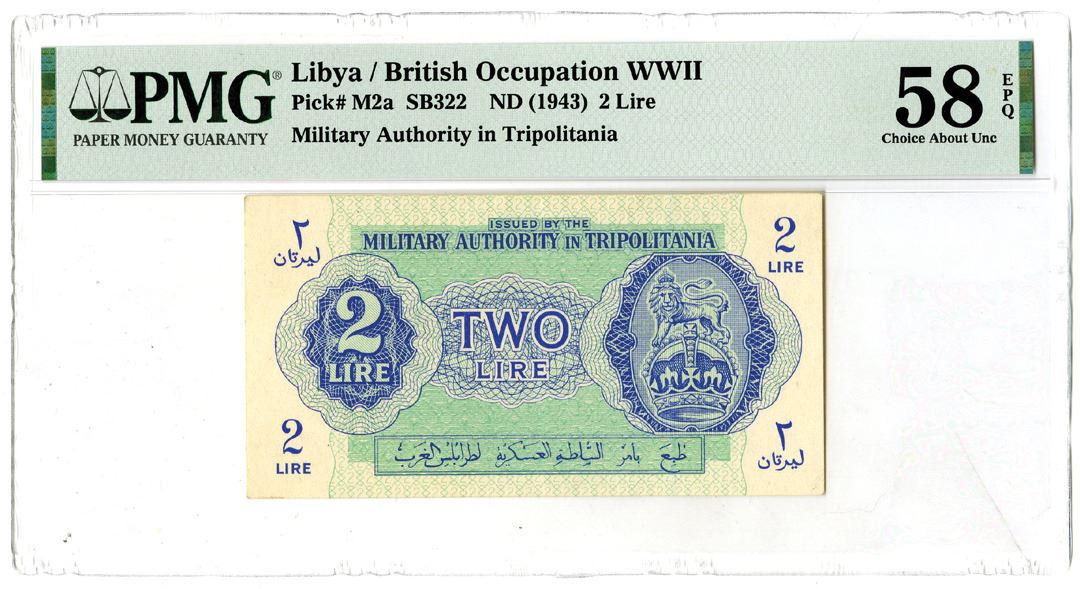 PMG®
PAPER MONEY GUARANTY
Libya / British Occupation WWII
Pick# M2a SB322 ND (1943) 2 Lire
Military Authority in Tripolitania
58 EPQ
Choice About Unc
٢
ليرتان
ISSUED BY THE
MILITARY AUTHORITY IN TRIPOLITANIA
2
LIRE
2
LIRE
TWO
LIRE
2
LIRE
طبع بامر السلطة العسكرية لطرابلس الغرب
٢
ليرتان